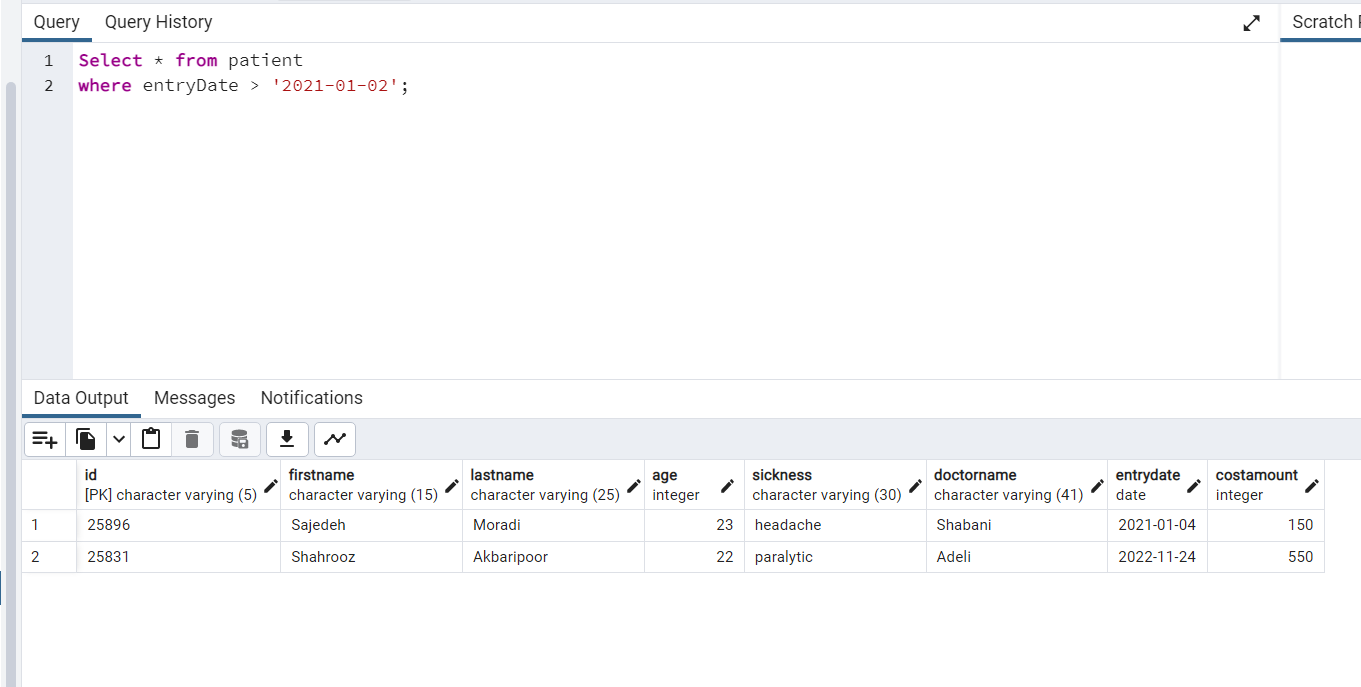 Query Query History Scratch
1 Select * from patient
2 where entryDate > '2021-01-02';
Data Output Messages Notifications
id firstname lastname age sickness doctorname entrydate costamount
[PK] character varying (5) character varying (15) character varying (25) integer character varying (30) character varying (41) date integer
1 25896 Sajedeh Moradi 23 headache Shabani 2021-01-04 150
2 25831 Shahrooz Akbaripoor 22 paralytic Adeli 2022-11-24 550